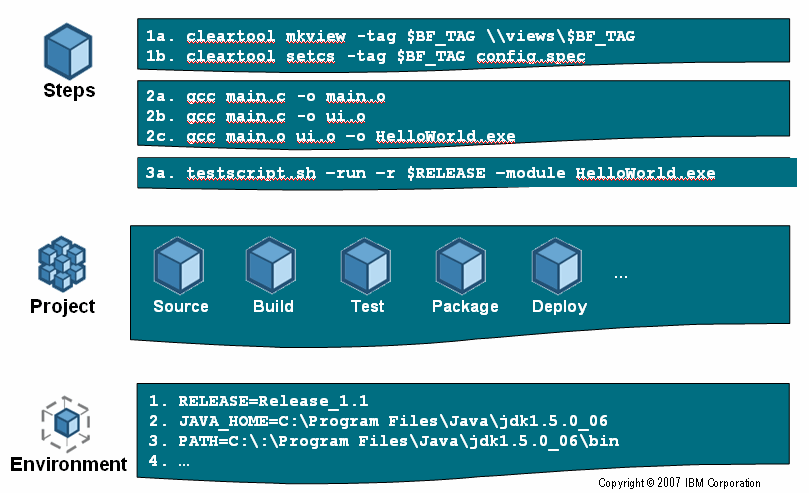 Steps
1a. cleartool mkview -tag $BF_TAG \\views\$BF_TAG
1b. cleartool setcs -tag $BF_TAG config.spec
2a. gcc main.c -o main.o
2b. gcc main.c -o ui.o
2c. gcc main.o ui.o –o HelloWorld.exe
3a. testscript.sh –run –r $RELEASE –module HelloWorld.exe
Project
Source
Build
Test
Package
Deploy
...
Environment
1. RELEASE=Release_1.1
2. JAVA_HOME=C:\Program Files\Java\jdk1.5.0_06
3. PATH=C:\:\Program Files\Java\jdk1.5.0_06\bin
4. …
Copyright © 2007 IBM Corporation